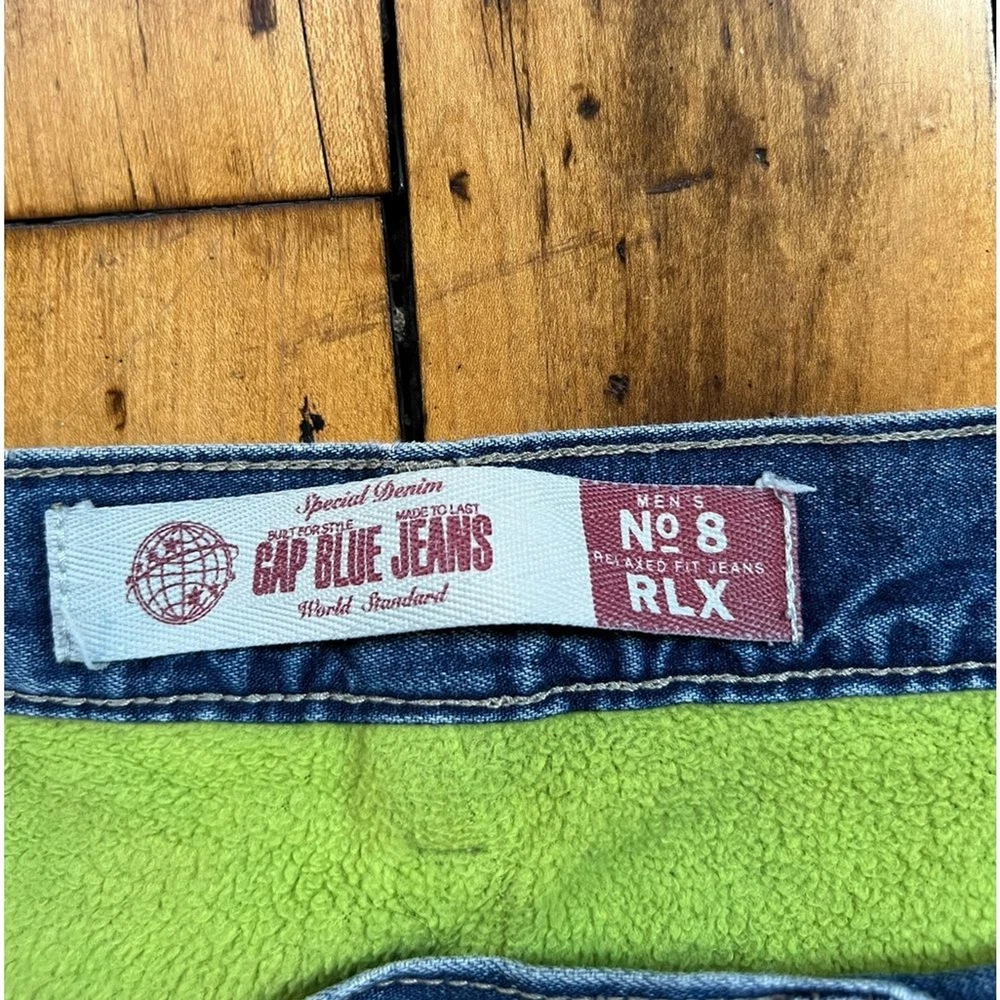 Special Denim
BUILT FOR STYLE MADE TO LAST
GAP BLUE JEANS
World Standard
MEN'S
No 8
RELAXED FIT JEANS
RLX